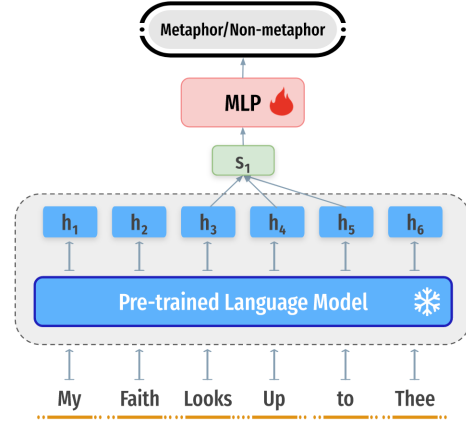 Metaphor/Non-metaphor
MLP
s₁
h₁ h₂ h₃ h₄ h₅ h₆
Pre-trained Language Model
My Faith Looks Up to Thee